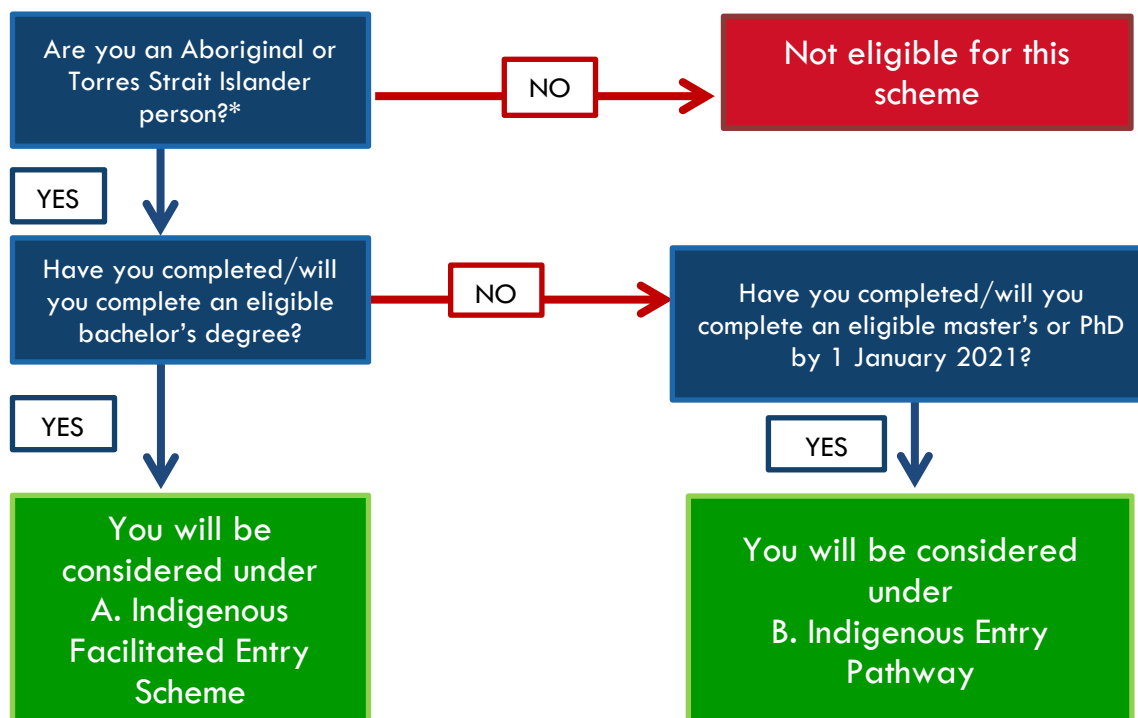 Are you an Aboriginal or
Torres Strait Islander
person?*
NO
Not eligible for this
scheme
YES
Have you completed/will
you complete an eligible
bachelor’s degree?
NO
Have you completed/will you
complete an eligible master’s or PhD
by 1 January 2021?
YES
YES
You will be
considered under
A. Indigenous
Facilitated Entry
Scheme
You will be considered
under
B. Indigenous Entry
Pathway